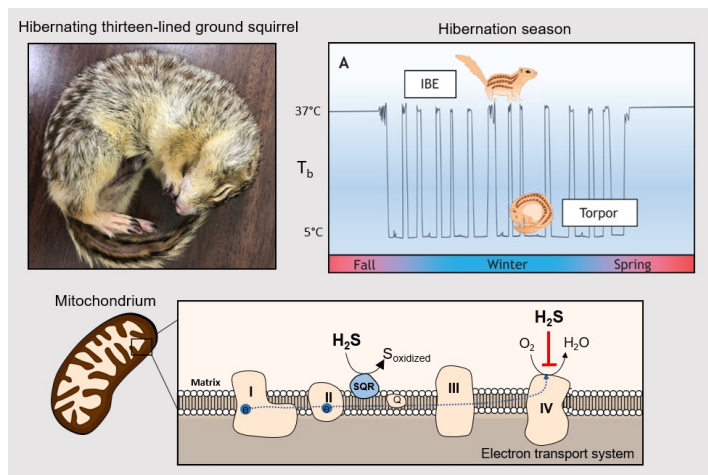 Hibernating thirteen-lined ground squirrel
Hibernation season
A
IBE
37°C
Tb
Torpor
5°C
Fall Winter Spring
Mitochondrium
H2S
H2S
Soxidized
O2 H2O
SQR
Matrix
I
II
Q
III
IV
e-
e-
Electron transport system